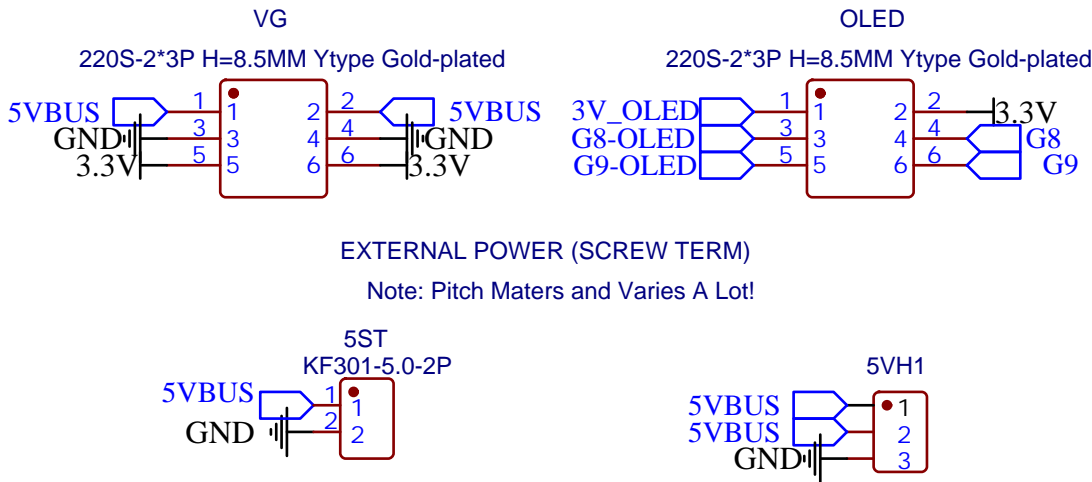 VG
220S-2*3P H=8.5MM Ytype Gold-plated
5VBUS 1 1 2 2 5VBUS
GND 3 3 4 4 GND
3.3V 5 5 6 6 3.3V
OLED
220S-2*3P H=8.5MM Ytype Gold-plated
3V_OLED 1 1 2 2 3.3V
G8-OLED 3 3 4 4 G8
G9-OLED 5 5 6 6 G9
EXTERNAL POWER (SCREW TERM)
Note: Pitch Maters and Varies A Lot!
5ST
KF301-5.0-2P
5VBUS 1 1
GND 2 2
5VH1
5VBUS 1
5VBUS 2
GND 3